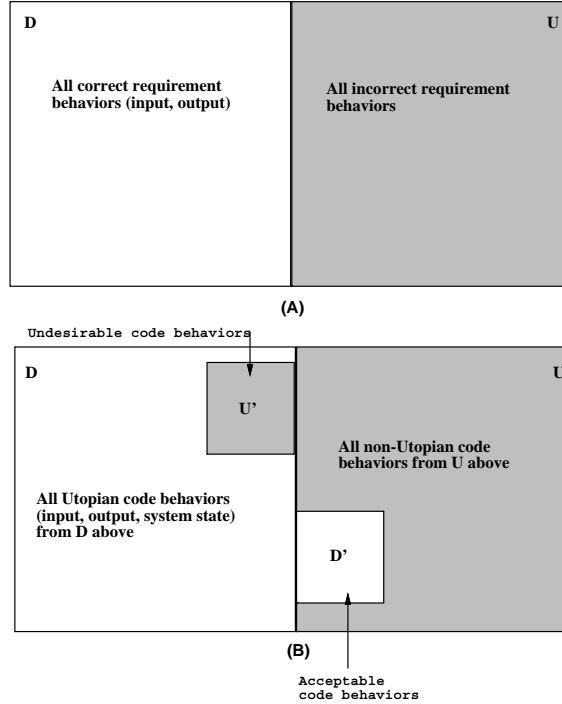 D
U
All correct requirement
behaviors (input, output)
All incorrect requirement
behaviors
(A)
Undesirable code behaviors
D
U
U’
All non-Utopian code
behaviors from U above
All Utopian code behaviors
(input, output, system state)
from D above
D’
(B)
Acceptable
code behaviors